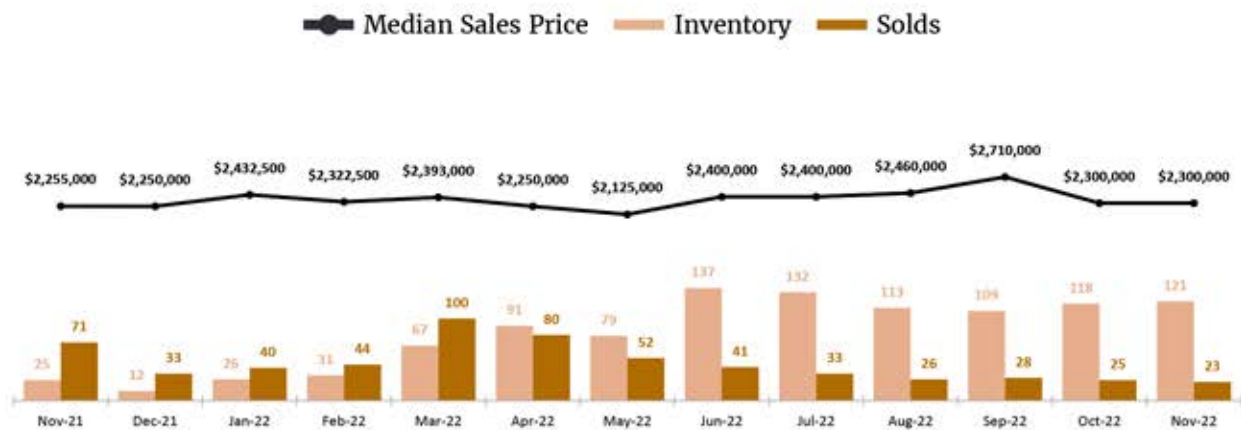 Median Sales Price Inventory Solds
$2,255,000 $2,250,000 $2,432,500 $2,322,500 $2,393,000 $2,250,000 $2,125,000 $2,400,000 $2,400,000 $2,460,000 $2,710,000 $2,300,000 $2,300,000
25 71 12 33 26 40 31 44 67 100 91 80 79 52 137 41 132 33 113 26 109 28 118 25 121 23
Nov-21 Dec-21 Jan-22 Feb-22 Mar-22 Apr-22 May-22 Jun-22 Jul-22 Aug-22 Sep-22 Oct-22 Nov-22